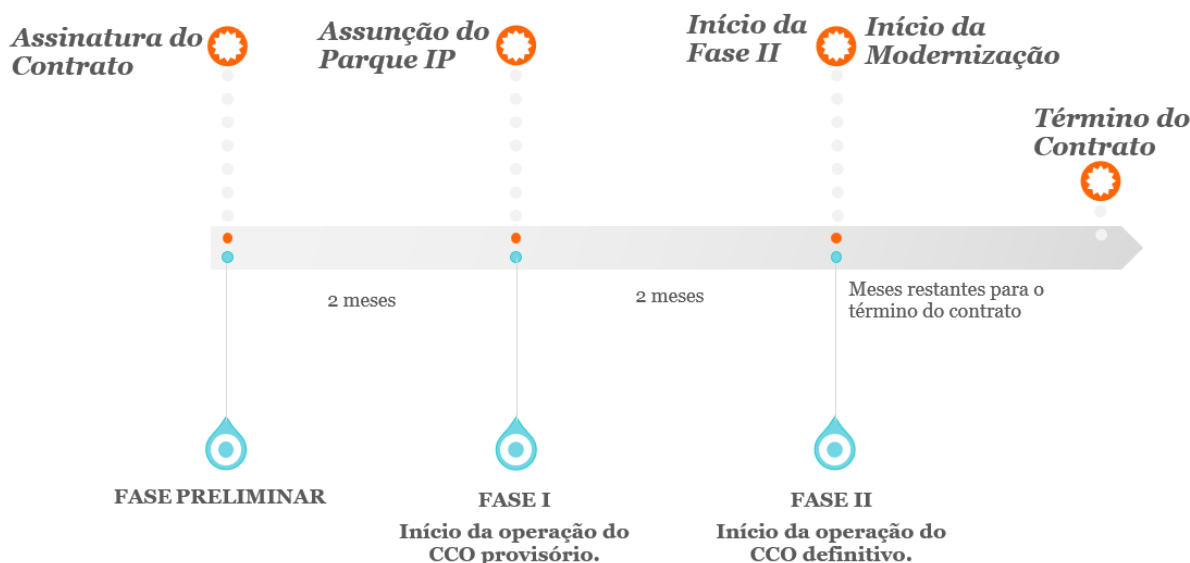 Assinatura do
Contrato
Assunção do
Parque IP
Início da
Fase II
Início da
Modernização
Término do
Contrato
2 meses
2 meses
Meses restantes para o
término do contrato
FASE PRELIMINAR
FASE I
Início da operação do
CCO provisório.
FASE II
Início da operação do
CCO definitivo.